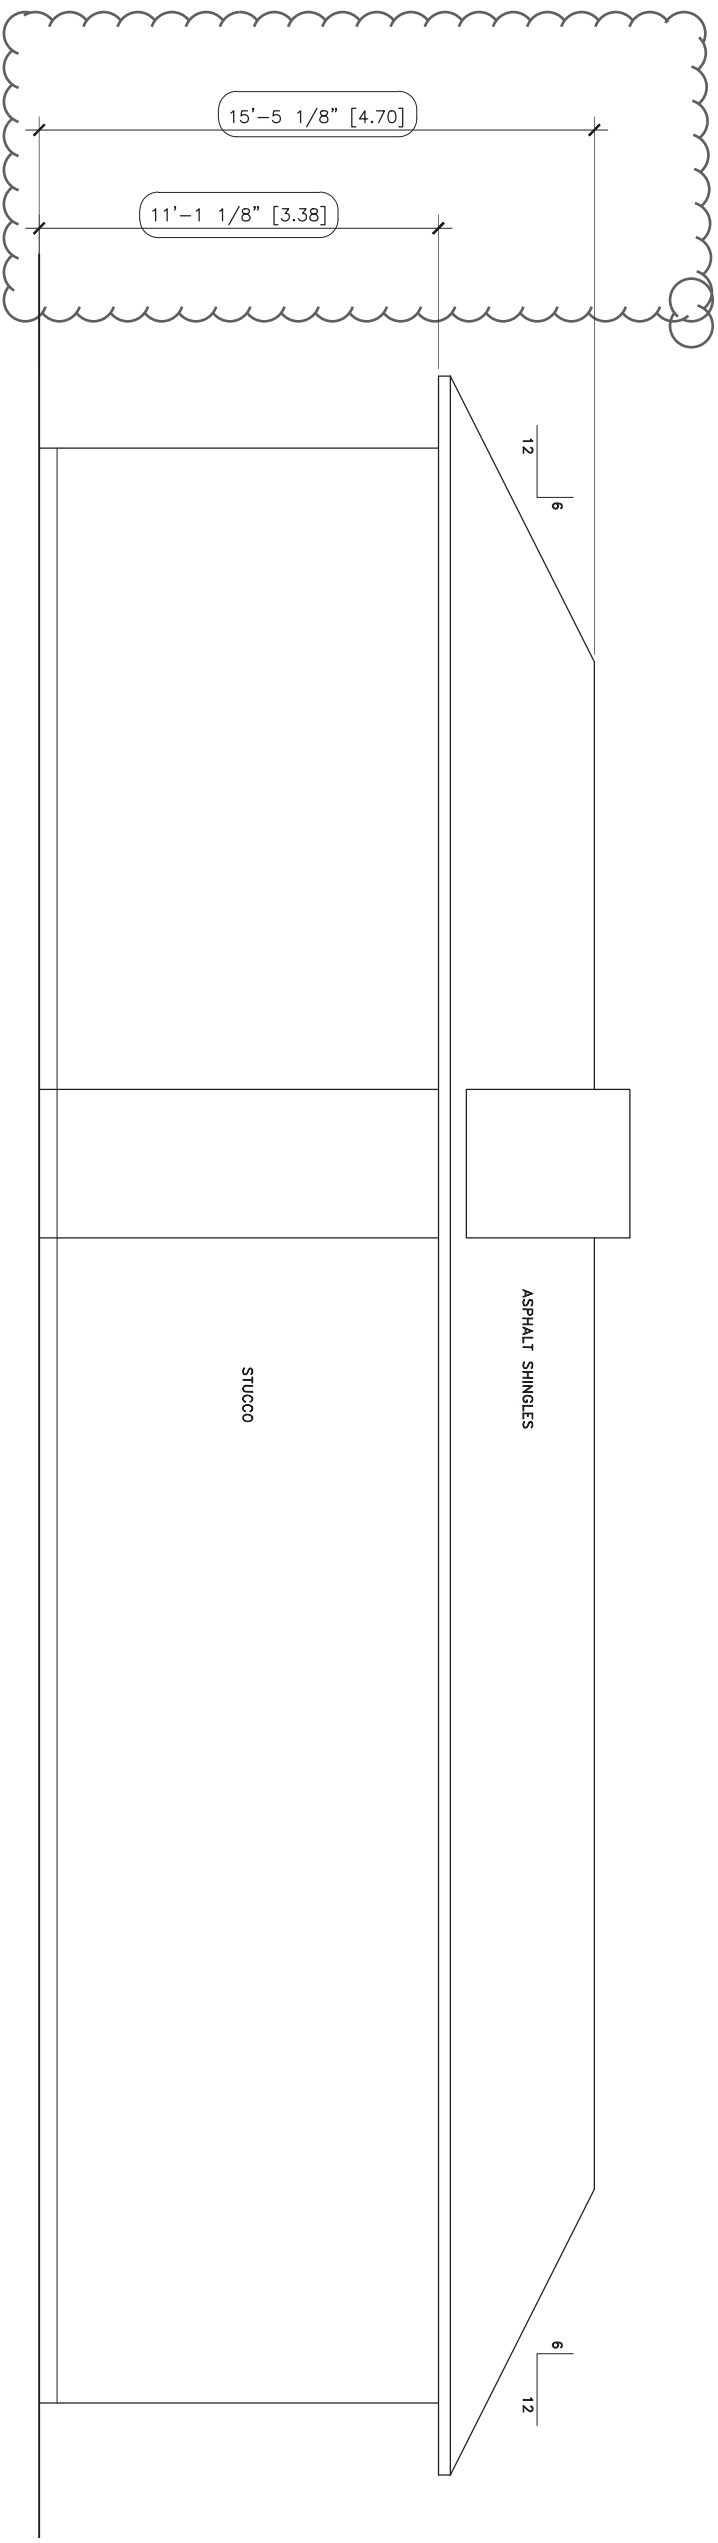 15'-5 1/8" [4.70]
11'-1 1/8" [3.38]
12
6
ASPHALT SHINGLES
STUCCO
6
12